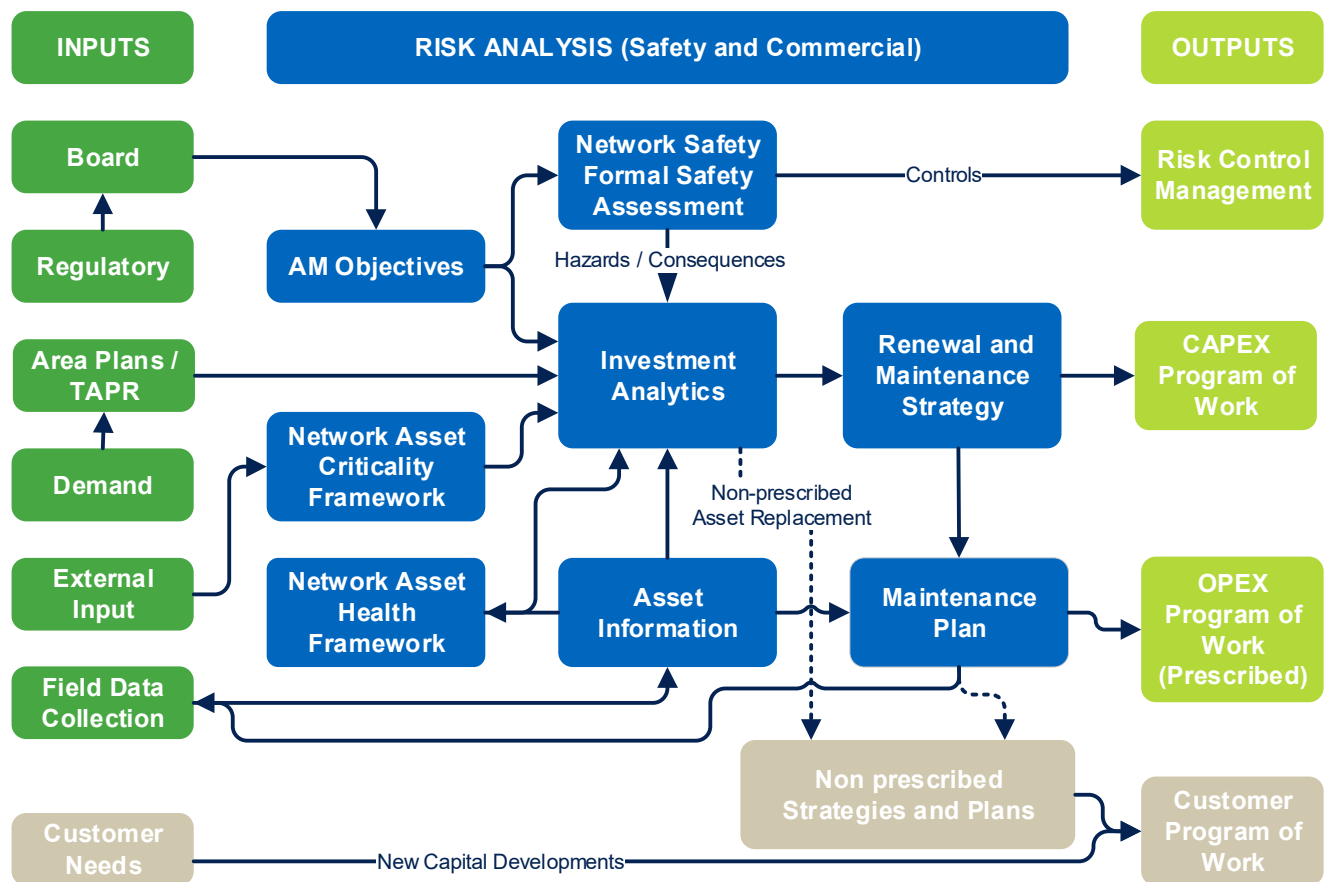 INPUTS
RISK ANALYSIS (Safety and Commercial)
OUTPUTS
Board
Network Safety
Formal Safety
Assessment
Controls
Risk Control
Management
Regulatory
AM Objectives
Hazards / Consequences
Area Plans /
TAPR
Investment
Analytics
Renewal and
Maintenance
Strategy
CAPEX
Program of
Work
Demand
Network Asset
Criticality
Framework
Non-prescribed
Asset Replacement
External
Input
Network Asset
Health
Framework
Asset
Information
Maintenance
Plan
OPEX
Program of
Work
(Prescribed)
Field Data
Collection
Non prescribed
Strategies and Plans
Customer
Needs
New Capital Developments
Customer
Program of
Work